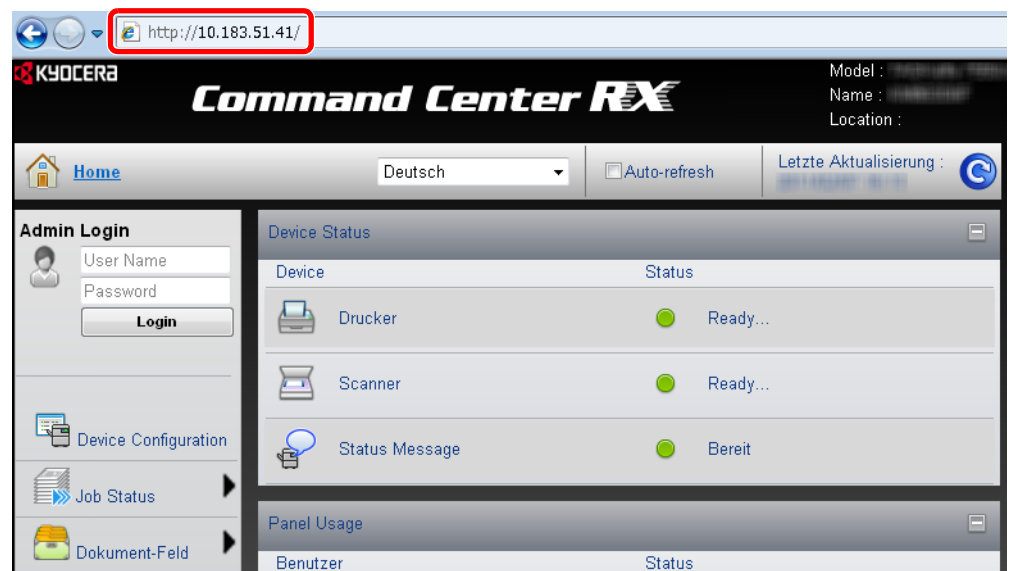 http://10.183.51.41/
KYOCERA
Command Center RX
Model :
Name :
Location :
Home
Deutsch
Auto-refresh
Letzte Aktualisierung :
Admin Login
User Name
Password
Login
Device Configuration
Job Status
Dokument-Feld
Device Status
Device Status
Drucker Ready...
Scanner Ready...
Status Message Bereit
Panel Usage
Benutzer Status